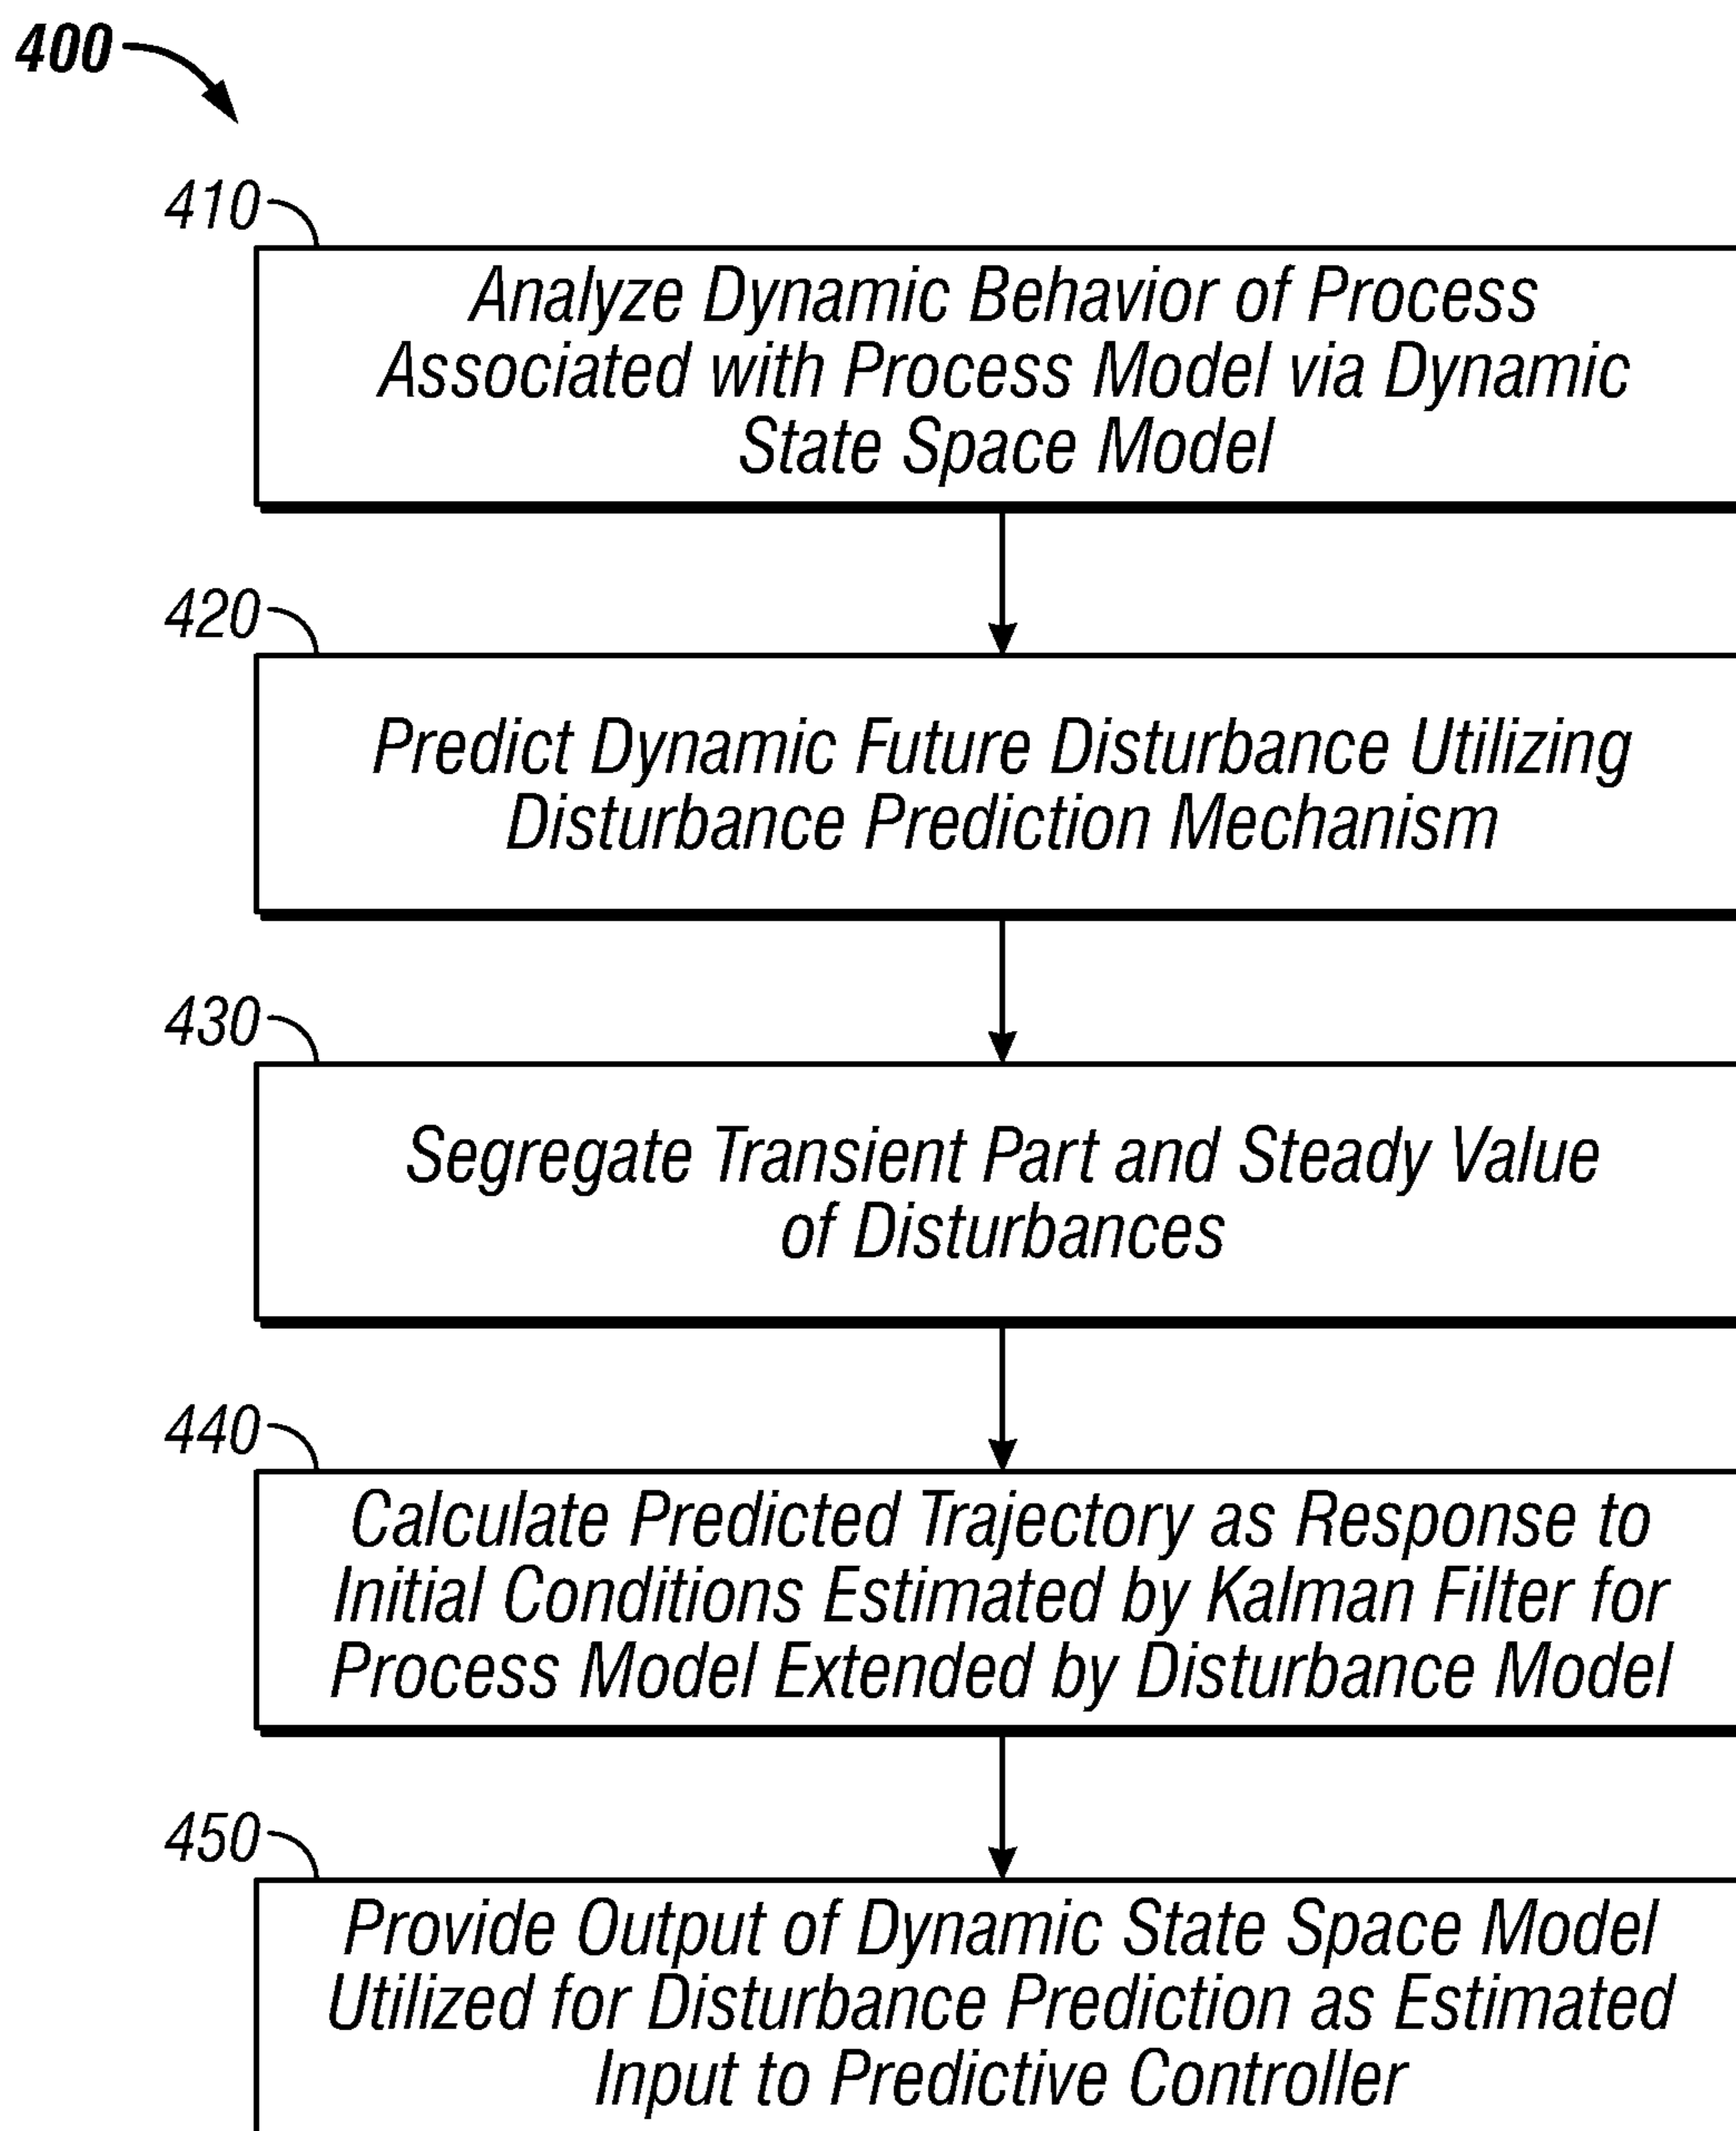 400
410
Analyze Dynamic Behavior of Process
Associated with Process Model via Dynamic
State Space Model
420
Predict Dynamic Future Disturbance Utilizing
Disturbance Prediction Mechanism
430
Segregate Transient Part and Steady Value
of Disturbances
440
Calculate Predicted Trajectory as Response to
Initial Conditions Estimated by Kalman Filter for
Process Model Extended by Disturbance Model
450
Provide Output of Dynamic State Space Model
Utilized for Disturbance Prediction as Estimated
Input to Predictive Controller